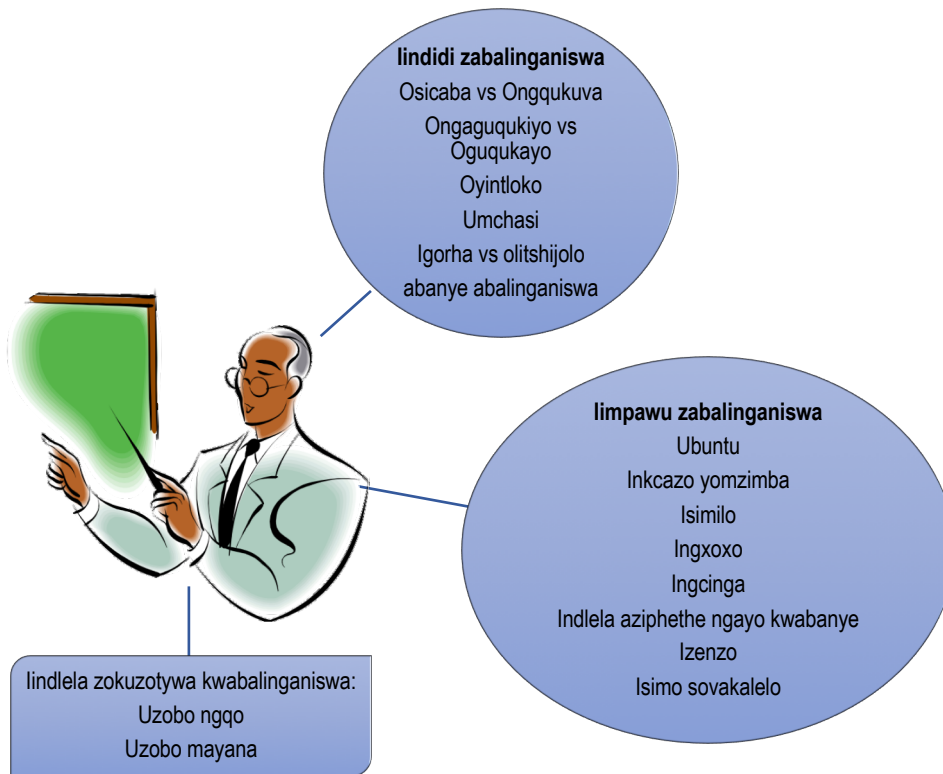 Iindidi zabalinganiswa
Osicaba vs Ongqukuva
Ongaguqukiyo vs
Oguqukayo
Oyintloko
Umchasi
Igorha vs olitshijolo
abanye abalinganiswa
Iimpawu zabalinganiswa
Ubuntu
Inkcazo yomzimba
Isimilo
Ingxoxo
Ingcinga
Indlela aziphethe ngayo kwabanye
Izenzo
Isimo sovakalelo
Iindlela zokuzotywa kwabalinganiswa:
Uzobo ngqo
Uzobo mayana